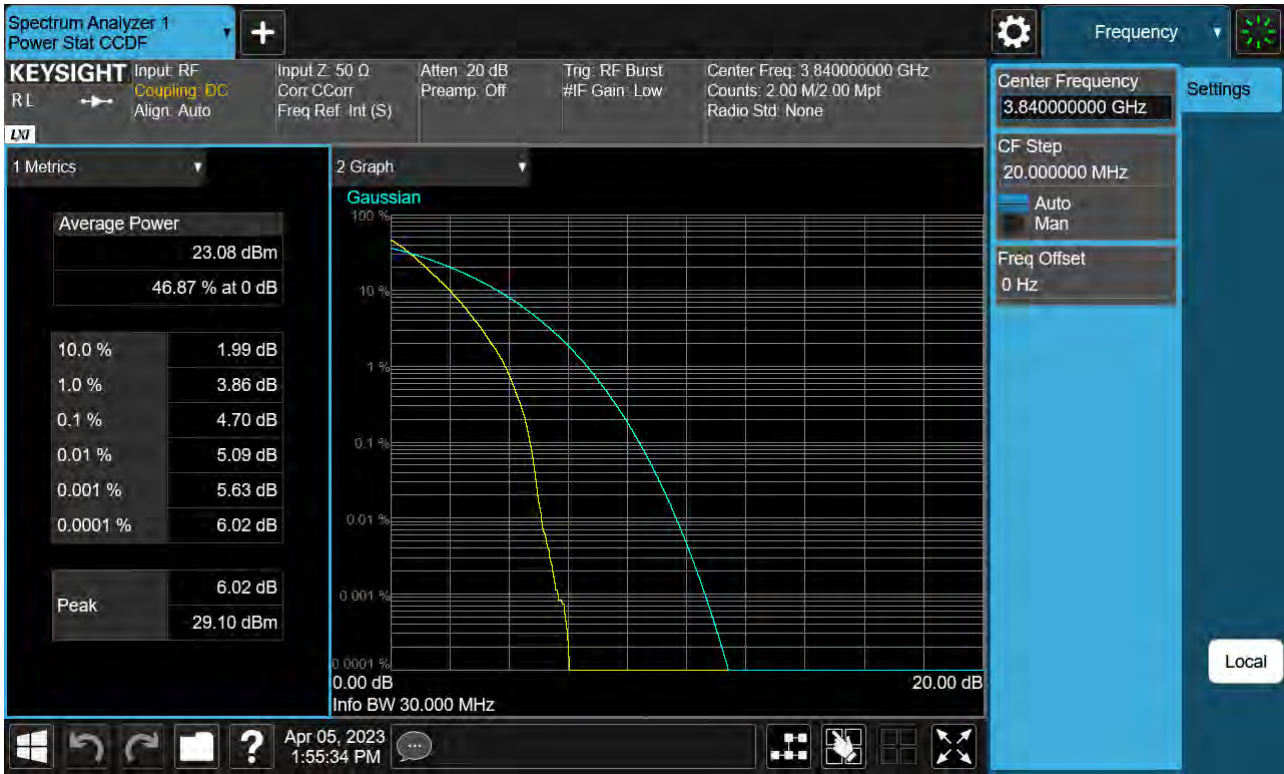 Spectrum Analyzer 1
Power Stat CCDF
+
Frequency
KEYSIGHT
RL
LXI
Input: RF
Coupling: DC
Align: Auto
Input Z: 50 Ω
Corr CCorr
Freq Ref: Int (S)
Atten: 20 dB
Preamp: Off
Trig: RF Burst
#IF Gain: Low
Center Freq: 3.840000000 GHz
Counts: 2.00 M/2.00 Mpt
Radio Std: None
Center Frequency
3.840000000 GHz
Settings
CF Step
20.000000 MHz
Auto
Man
Freq Offset
0 Hz
Local
1 Metrics
Average Power
23.08 dBm
46.87 % at 0 dB
10.0 % 1.99 dB
1.0 % 3.86 dB
0.1 % 4.70 dB
0.01 % 5.09 dB
0.001 % 5.63 dB
0.0001 % 6.02 dB
Peak
6.02 dB
29.10 dBm
2 Graph
Gaussian
100 %
10 %
1 %
0.1 %
0.01 %
0.001 %
0.0001 %
0.00 dB 20.00 dB
Info BW 30.000 MHz
?
Apr 05, 2023
1:55:34 PM